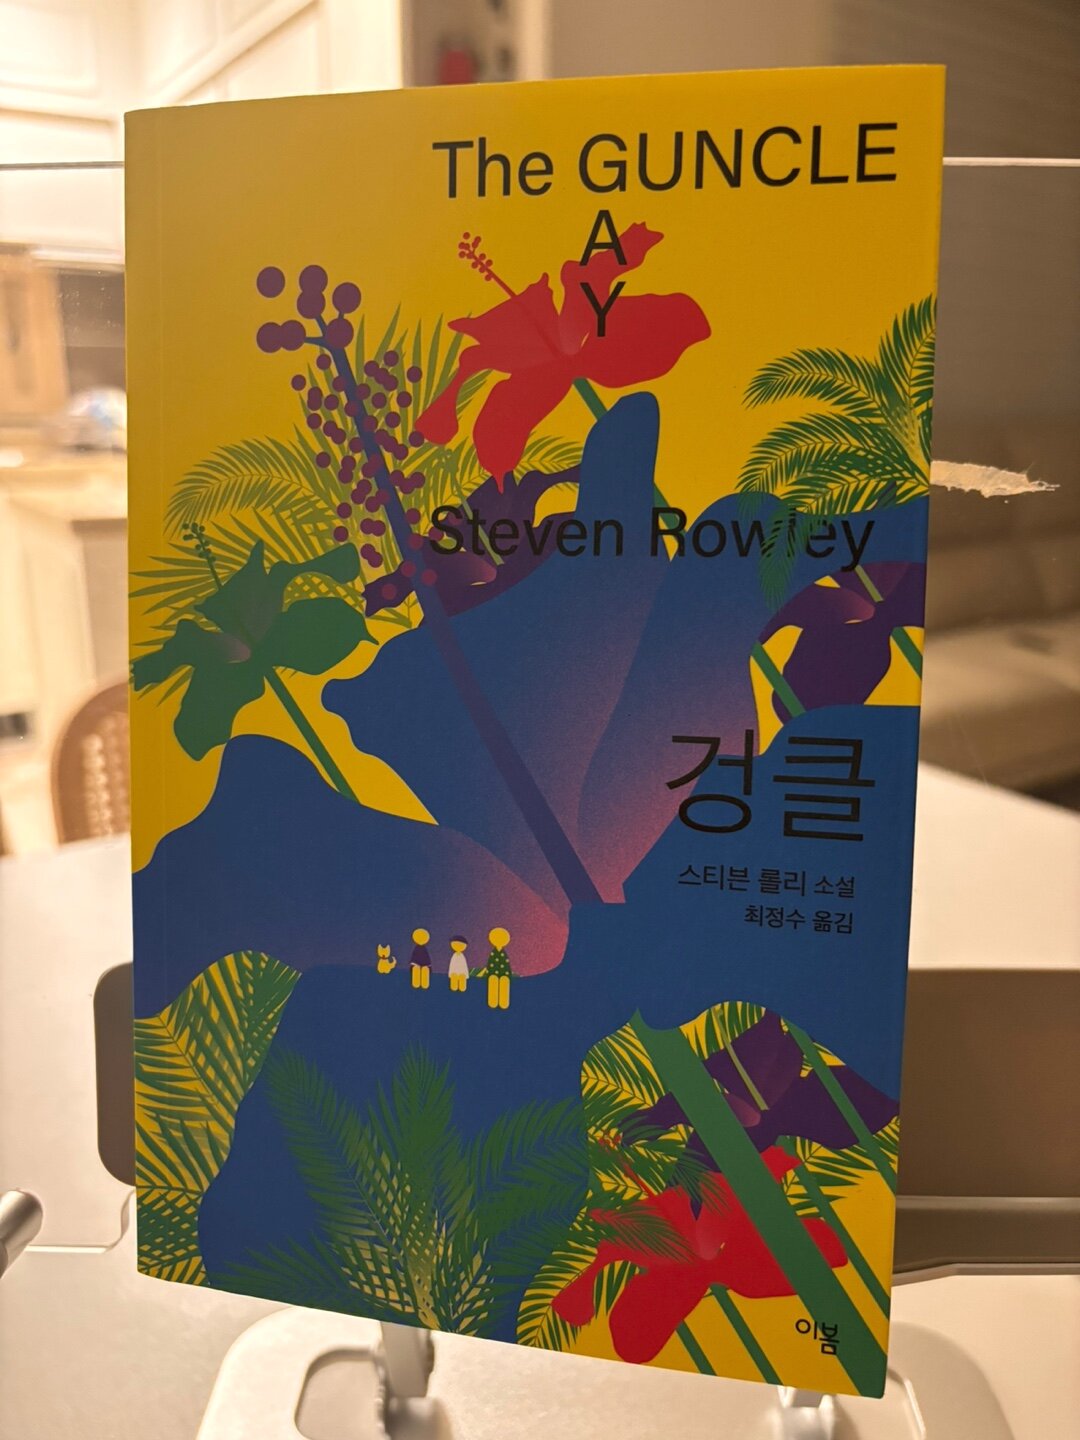 The GUNCLE
A
Y
Steven Rowley
겅클
스티븐 롤리 소설
최정수 옮김
이봄